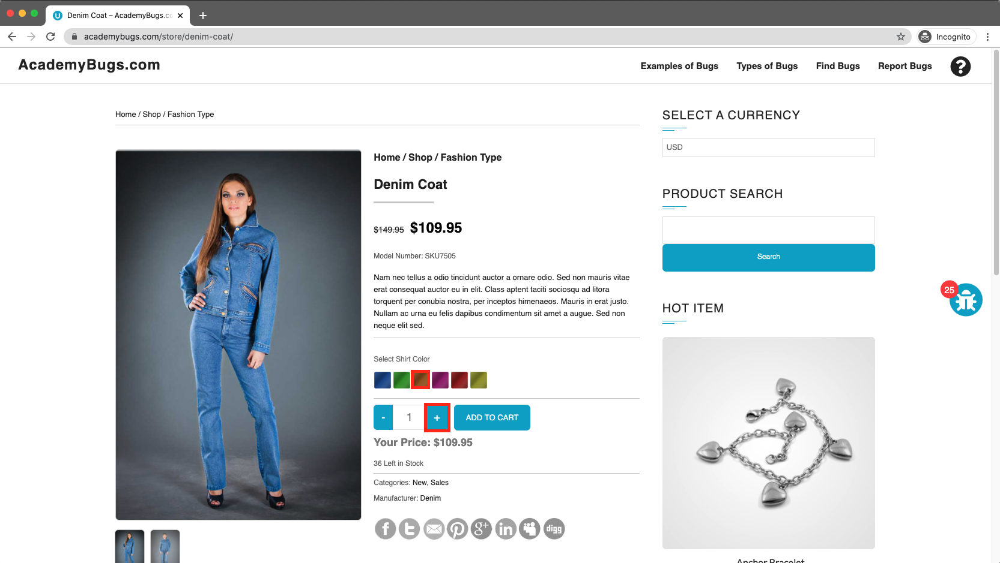 Denim Coat – AcademyBugs.cc
academybugs.com/store/denim-coat/
Incognito
AcademyBugs.com
Examples of Bugs
Types of Bugs
Find Bugs
Report Bugs
?
Home / Shop / Fashion Type
SELECT A CURRENCY
USD
Home / Shop / Fashion Type
Denim Coat
$149.95 $109.95
Model Number: SKU7505
Nam nec tellus a odio tincidunt auctor a ornare odio. Sed non mauris vitae
erat consequat auctor eu in elit. Class aptent taciti sociosqu ad litora
torquent per conubia nostra, per inceptos himenaeos. Mauris in erat justo.
Nullam ac urna eu felis dapibus condimentum sit amet a augue. Sed non
neque elit sed.
Select Shirt Color
- 1 + ADD TO CART
Your Price: $109.95
36 Left in Stock
Categories: New, Sales
Manufacturer: Denim
digg
PRODUCT SEARCH
Search
25
HOT ITEM
Anchor Bracelet